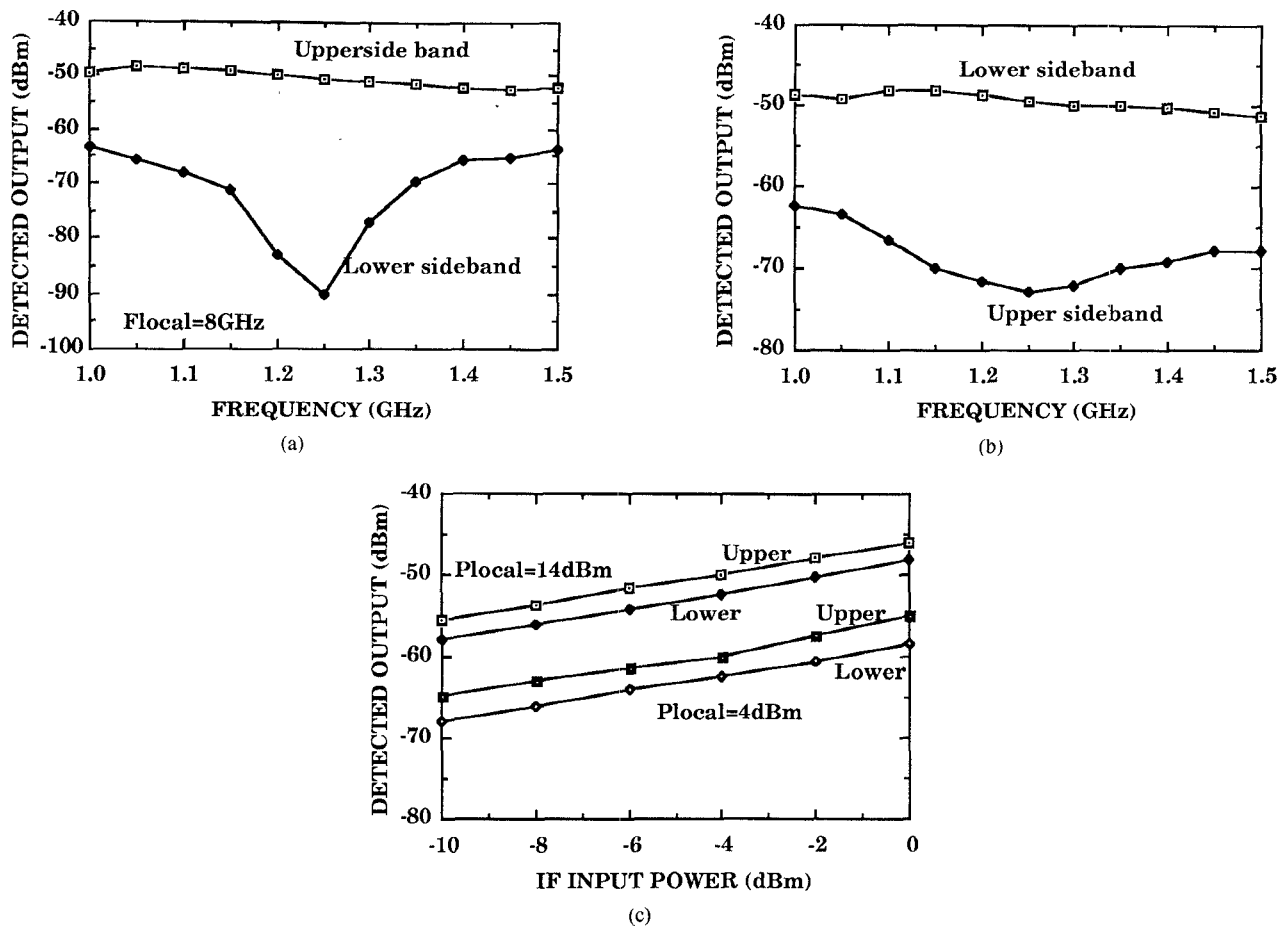 DETECTED OUTPUT (dBm)
-40
-50
-60
-70
-80
-90
-100
Upperside band
Lower sideband
Flocal=8GHz
1.0 1.1 1.2 1.3 1.4 1.5
FREQUENCY (GHz)
(a)
DETECTED OUTPUT (dBm)
-40
-50
-60
-70
-80
Lower sideband
Upper sideband
1.0 1.1 1.2 1.3 1.4 1.5
FREQUENCY (GHz)
(b)
DETECTED OUTPUT (dBm)
-40
-50
-60
-70
-80
Upper
Plocal=14dBm
Lower
Upper
Lower
Plocal=4dBm
-10 -8 -6 -4 -2 0
IF INPUT POWER (dBm)
(c)